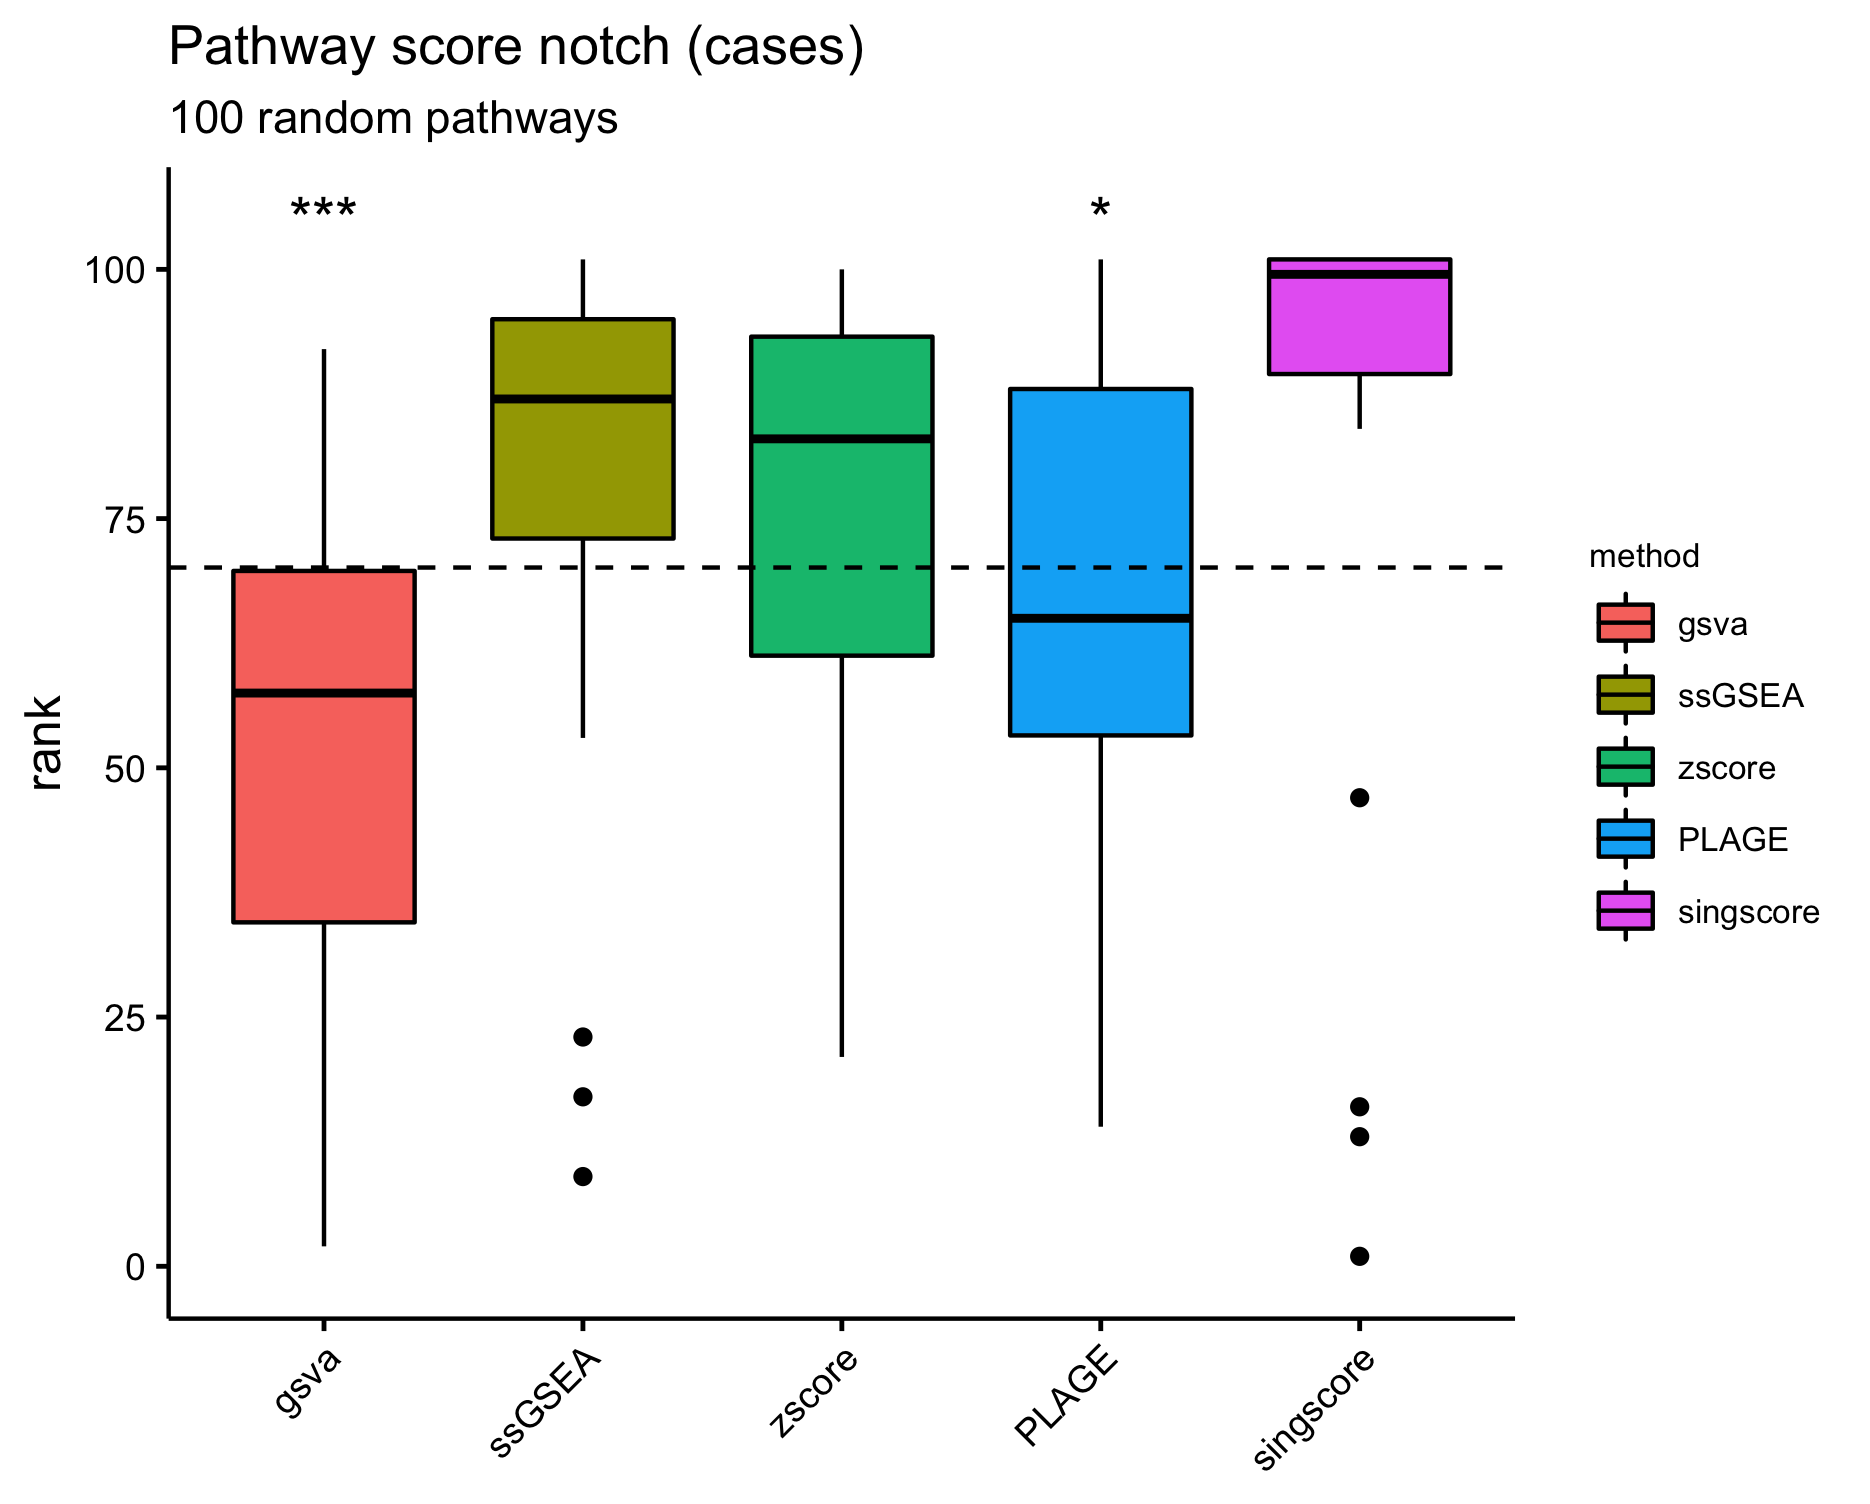 Pathway score notch (cases)
100 random pathways
***
*
100
75
50
25
0
rank
gsva
ssGSEA
zscore
PLAGE
singscore
method
gsva
ssGSEA
zscore
PLAGE
singscore